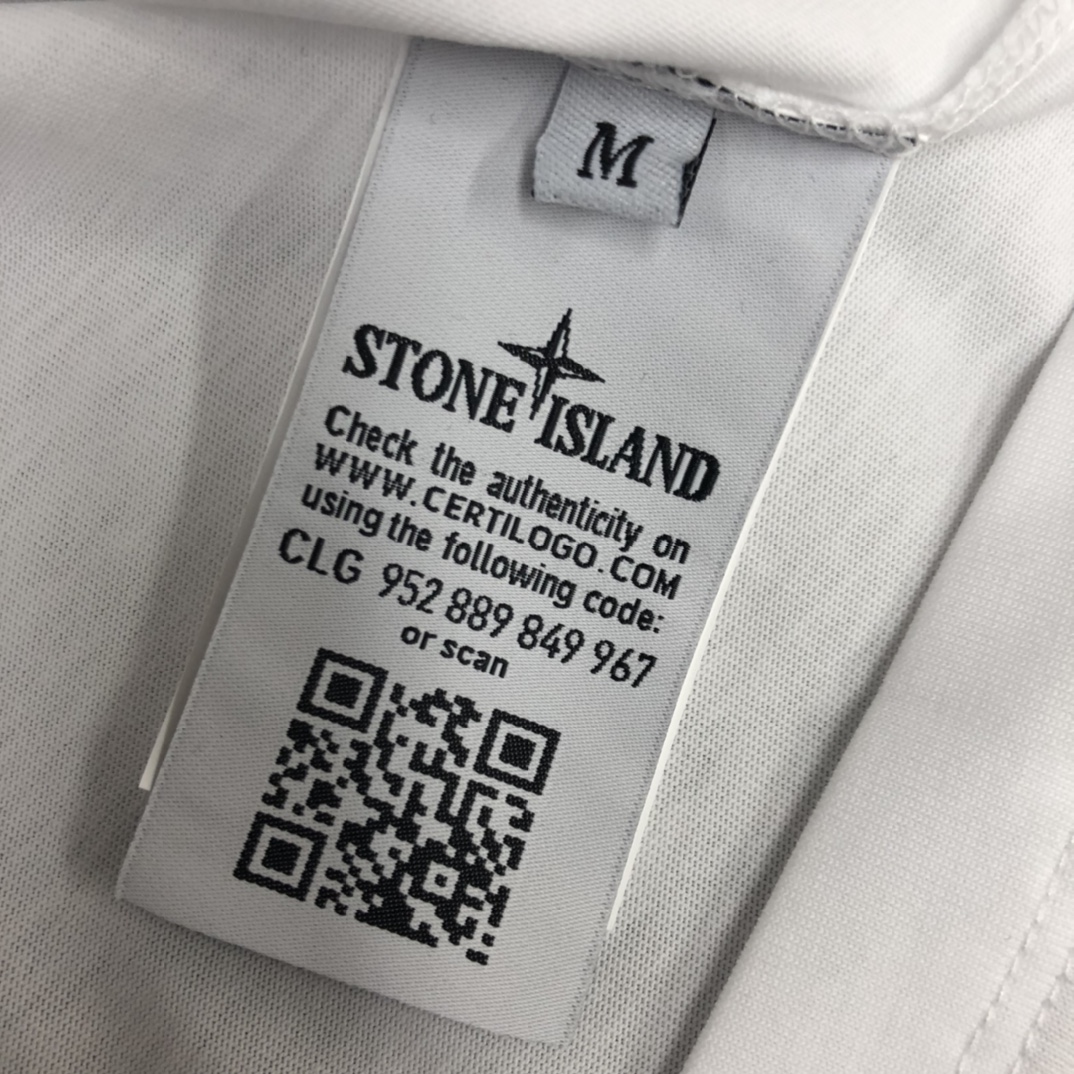 M
STONE ISLAND
Check the authenticity on
WWW.CERTILOGO.COM
using the following code:
CLG 952 889 849 967
or scan